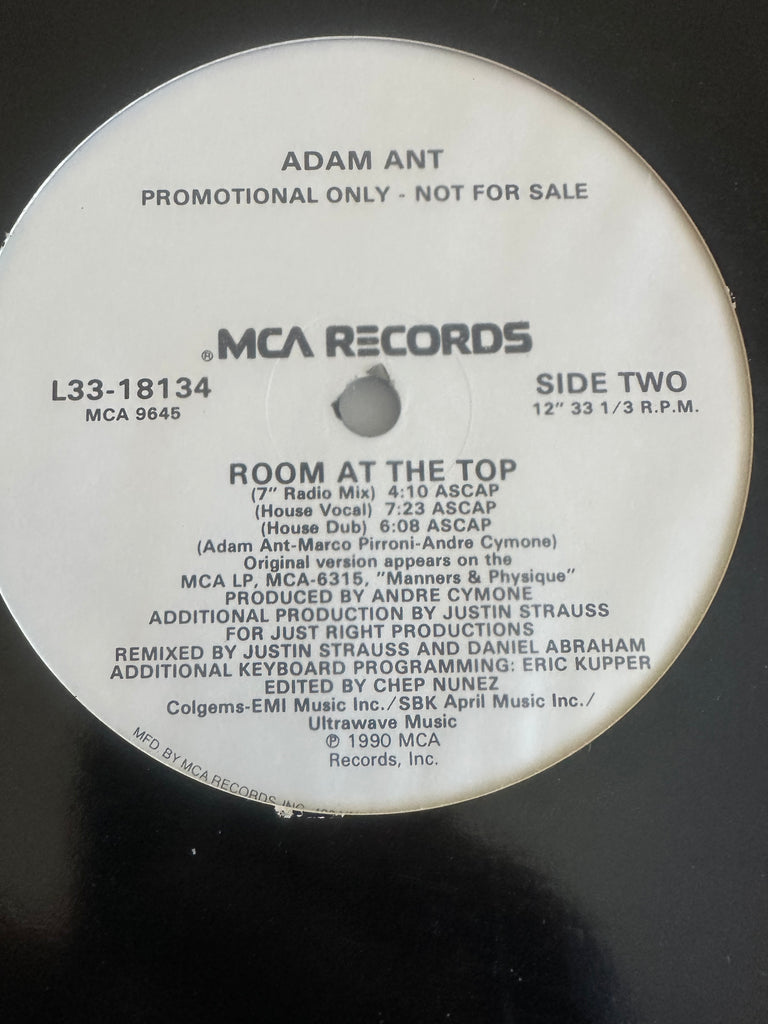 ADAM ANT
PROMOTIONAL ONLY - NOT FOR SALE
® MCA RECORDS
L33-18134
MCA 9645
SIDE TWO
12" 33 1/3 R.P.M.
ROOM AT THE TOP
(7" Radio Mix) 4:10 ASCAP
(House Vocal) 7:23 ASCAP
(House Dub) 6:08 ASCAP
(Adam Ant-Marco Pirroni-Andre Cymone)
Original version appears on the
MCA LP, MCA-6315, "Manners & Physique"
PRODUCED BY ANDRE CYMONE
ADDITIONAL PRODUCTION BY JUSTIN STRAUSS
FOR JUST RIGHT PRODUCTIONS
REMIXED BY JUSTIN STRAUSS AND DANIEL ABRAHAM
ADDITIONAL KEYBOARD PROGRAMMING: ERIC KUPPER
EDITED BY CHEP NUNEZ
Colgems-EMI Music Inc./SBK April Music Inc./
Ultrawave Music
℗ 1990 MCA
Records, Inc.
MFD BY MCA RECORDS, INC.